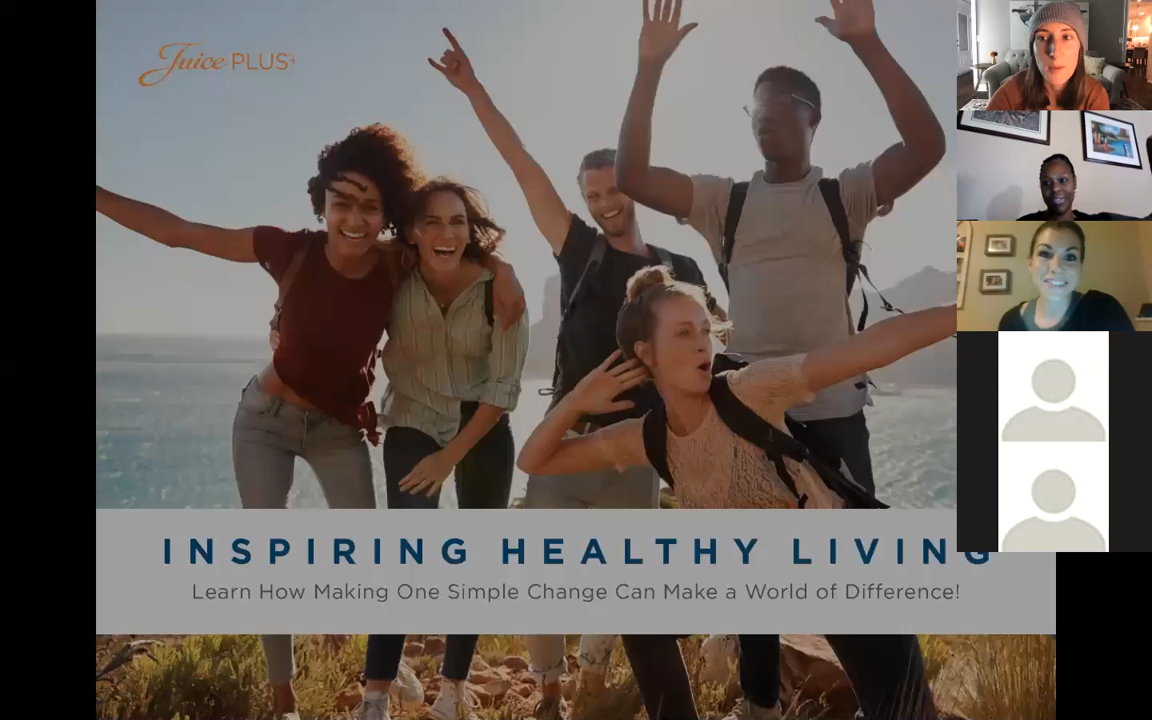 Juice PLUS+
INSPIRING HEALTHY LIVING
Learn How Making One Simple Change Can Make a World of Difference!